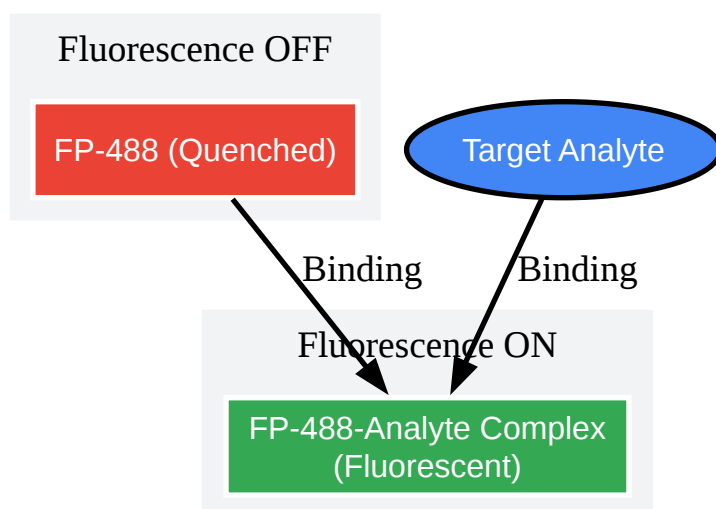 Fluorescence OFF
FP-488 (Quenched)
Target Analyte
Binding
Binding
Fluorescence ON
FP-488-Analyte Complex
(Fluorescent)